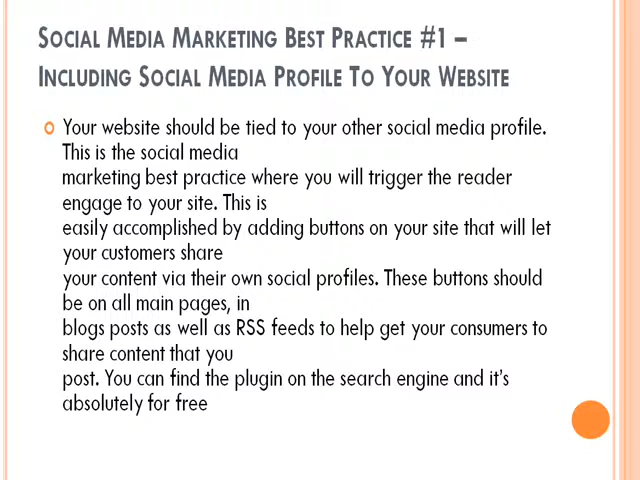 Social Media Marketing Best Practice #1 –
Including Social Media Profile To Your Website
Your website should be tied to your other social media profile.
This is the social media
marketing best practice where you will trigger the reader
engage to your site. This is
easily accomplished by adding buttons on your site that will let
your customers share
your content via their own social profiles. These buttons should
be on all main pages, in
blogs posts as well as RSS feeds to help get your consumers to
share content that you
post. You can find the plugin on the search engine and it’s
absolutely for free